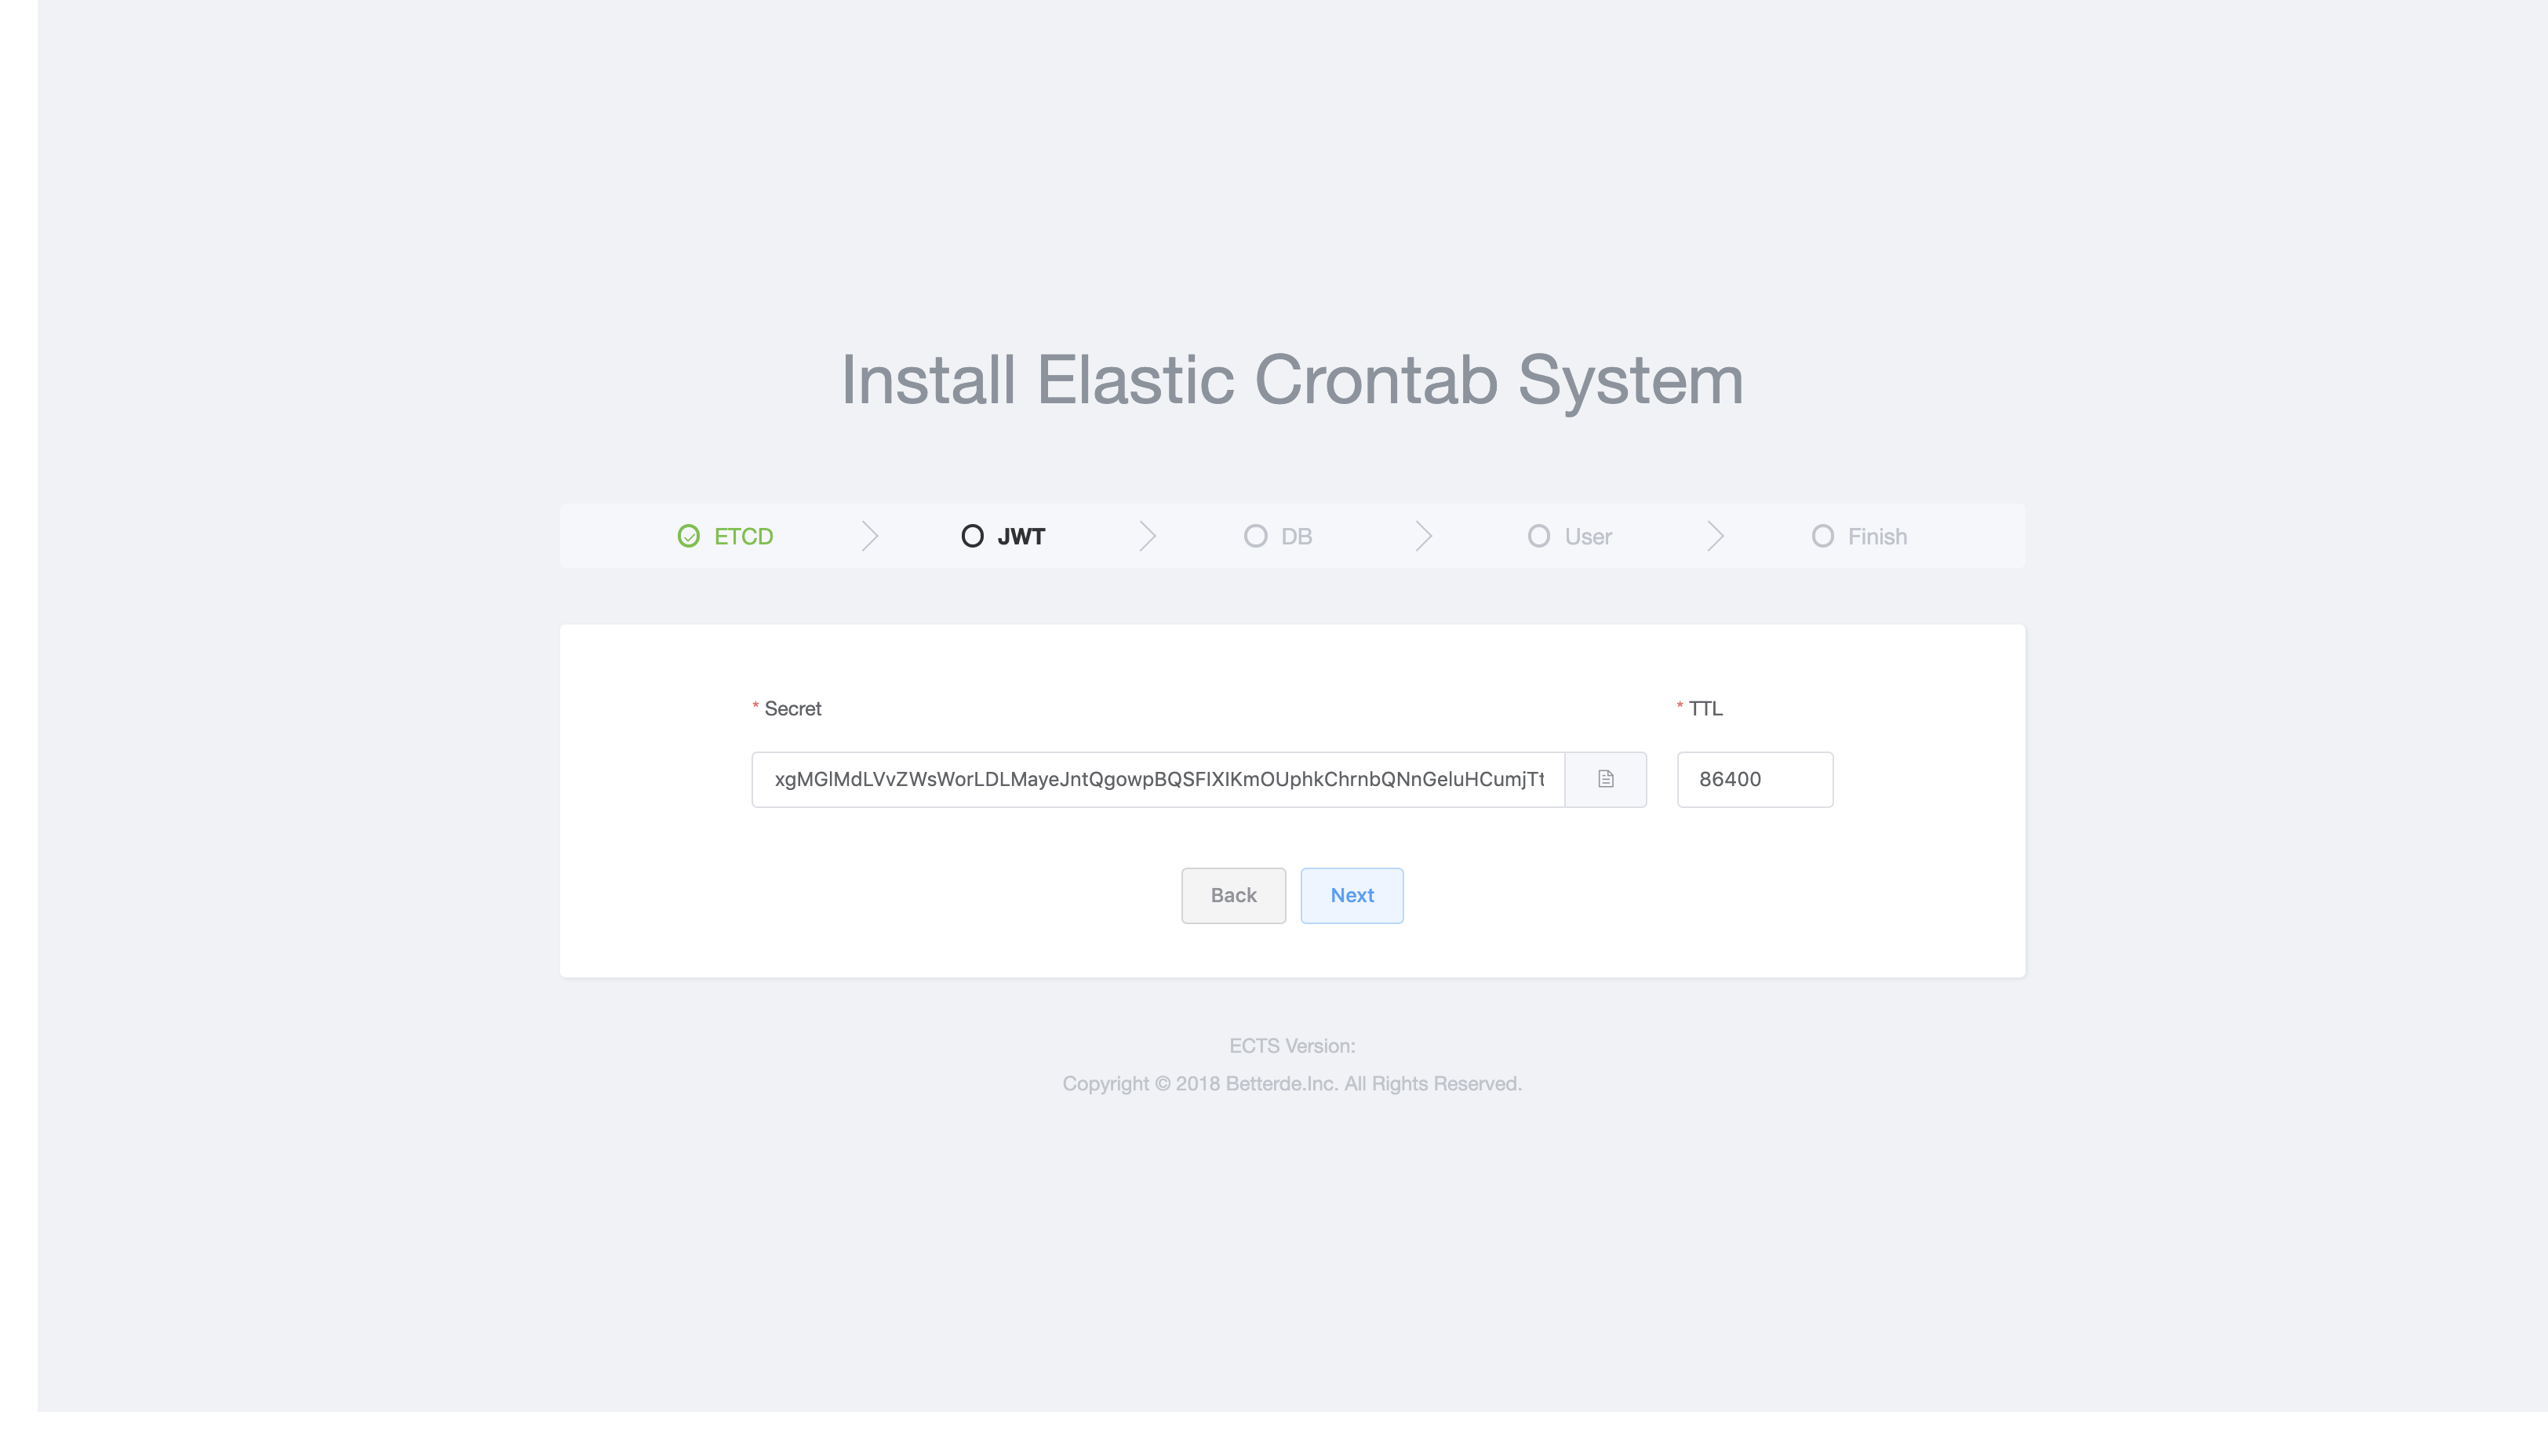 Install Elastic Crontab System
ETCD JWT DB User Finish
* Secret * TTL
xgMGlMdLVvZWsWorLDLMayeJntQgowpBQSFIXIKmOUphkChrnbQNnGeluHCumjTt 86400
Back Next
ECTS Version:
Copyright © 2018 Betterde.Inc. All Rights Reserved.